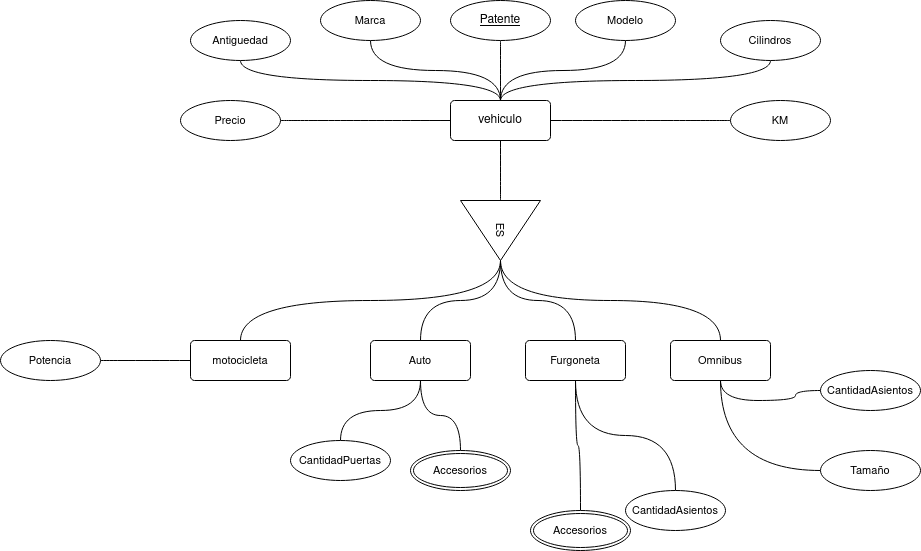 Marca
Patente
Modelo
Antiguedad
Cilindros
Precio
vehiculo
KM
ES
Potencia
motocicleta
Auto
Furgoneta
Omnibus
CantidadAsientos
CantidadPuertas
Accesorios
Tamaño
CantidadAsientos
Accesorios